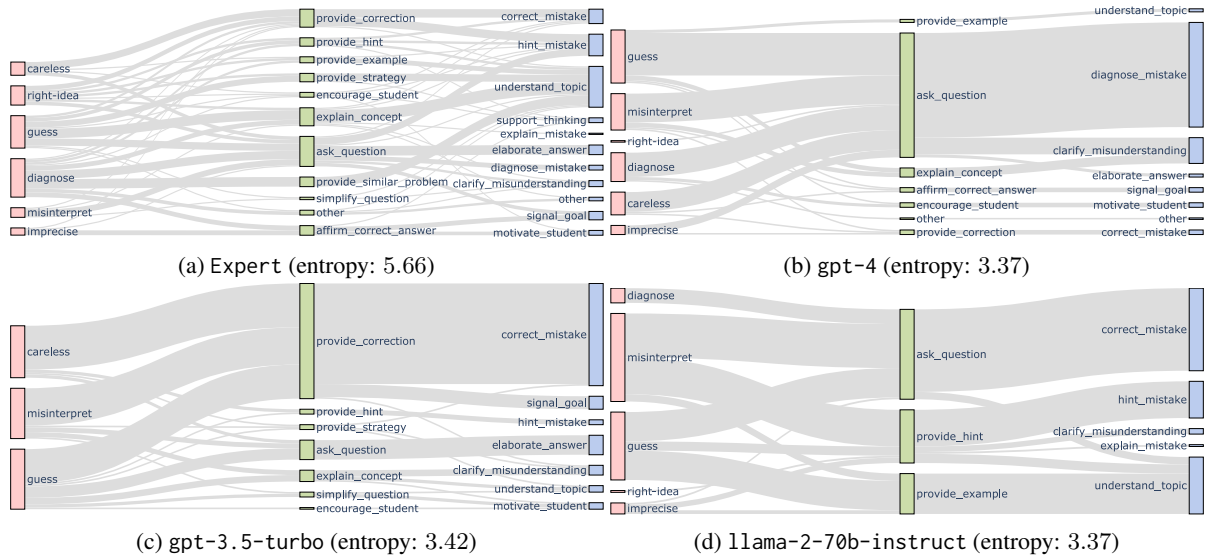 careless
right-idea
guess
diagnose
misinterpret
imprecise
provide_correction
provide_hint
provide_example
provide_strategy
encourage_student
explain_concept
ask_question
provide_similar_problem
simplify_question
other
affirm_correct_answer
correct_mistake
hint_mistake
understand_topic
support_thinking
explain_mistake
elaborate_answer
diagnose_mistake
clarify_misunderstanding
other
signal_goal
motivate_student
(a) Expert (entropy: 5.66)
guess
misinterpret
right-idea
diagnose
careless
imprecise
provide_example
ask_question
explain_concept
affirm_correct_answer
encourage_student
other
provide_correction
understand_topic
diagnose_mistake
clarify_misunderstanding
elaborate_answer
signal_goal
motivate_student
other
correct_mistake
(b) gpt-4 (entropy: 3.37)
careless
misinterpret
guess
provide_correction
provide_hint
provide_strategy
ask_question
explain_concept
simplify_question
encourage_student
correct_mistake
signal_goal
hint_mistake
elaborate_answer
clarify_misunderstanding
understand_topic
motivate_student
(c) gpt-3.5-turbo (entropy: 3.42)
diagnose
misinterpret
guess
right-idea
imprecise
ask_question
provide_hint
provide_example
correct_mistake
hint_mistake
clarify_misunderstanding
explain_mistake
understand_topic
(d) llama-2-70b-instruct (entropy: 3.37)